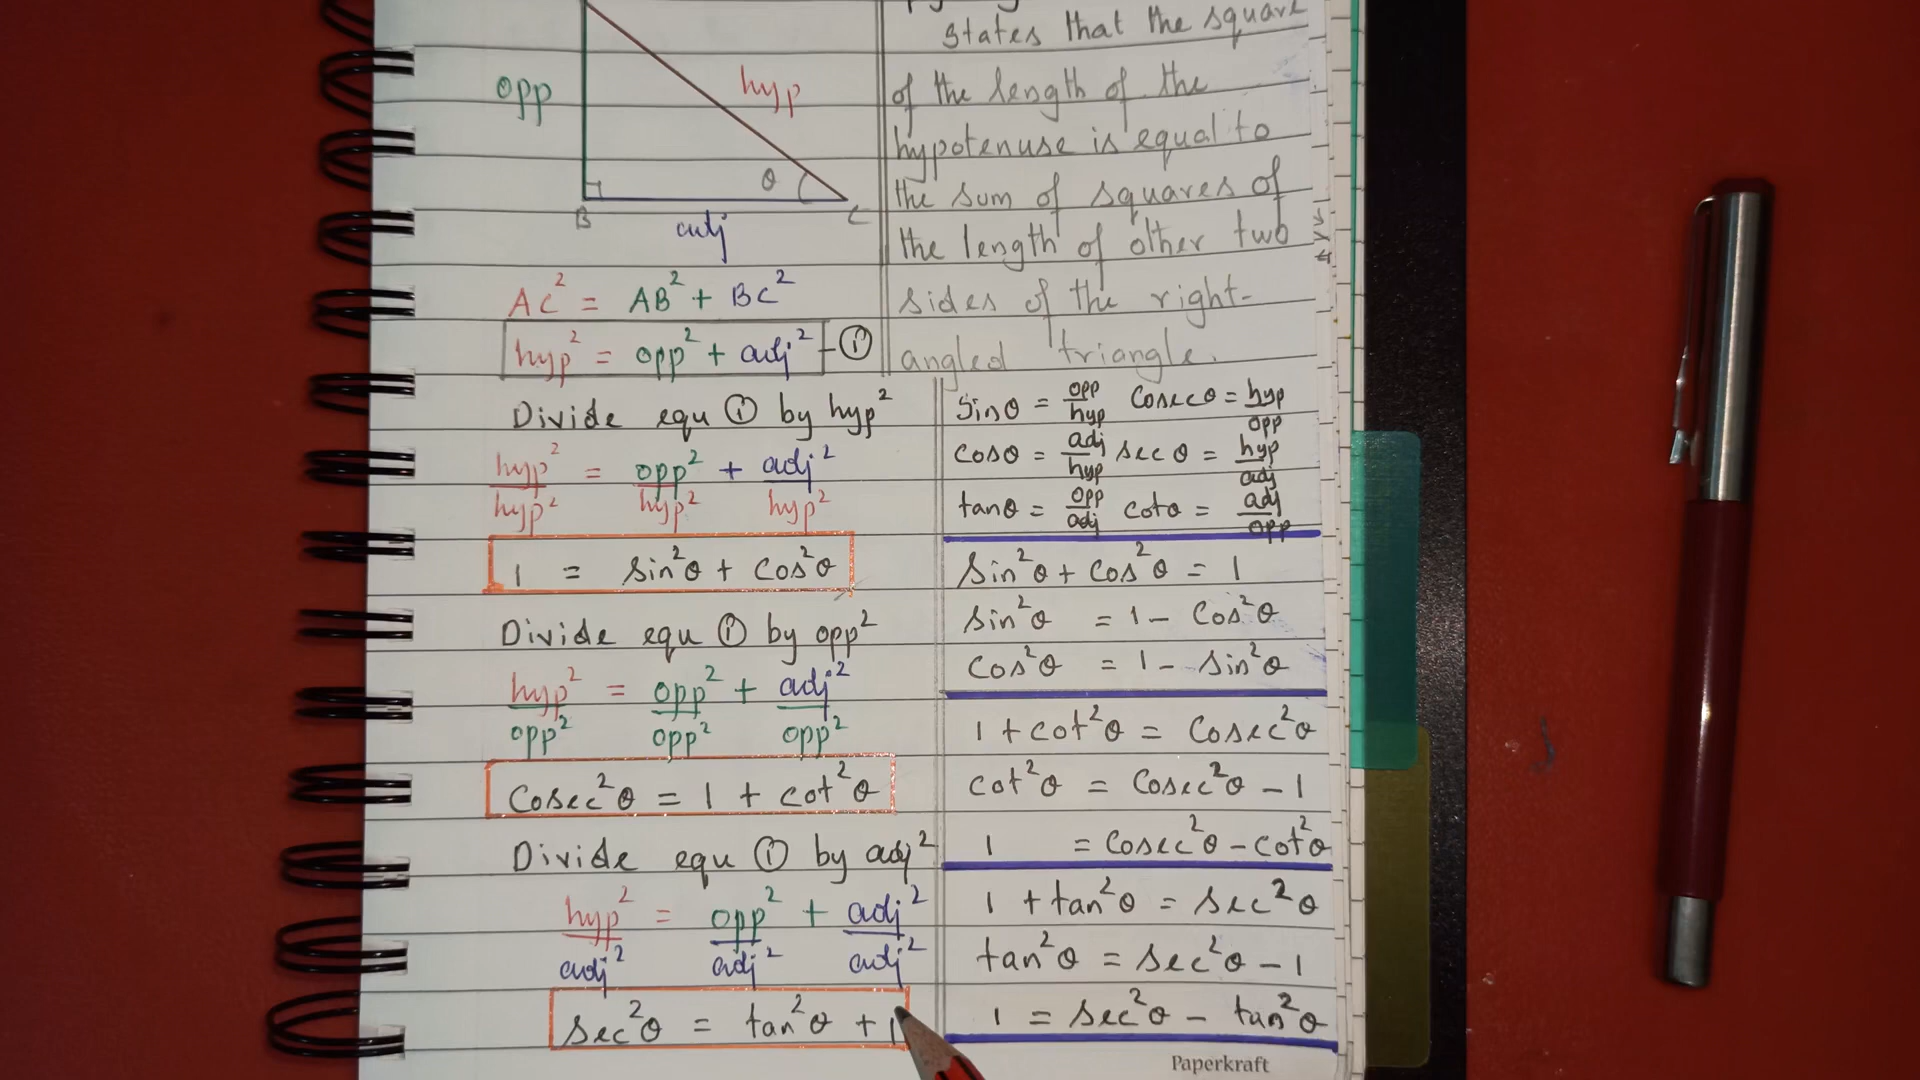 states that the square
of the length of the
hypotenuse is equal to
the sum of squares of
the length of other two
sides of the right-
angled triangle.
opp
hyp
θ
B
C
adj
AC² = AB² + BC²
hyp² = opp² + adj² - ①
Divide equ ① by hyp²
hyp²/hyp² = opp²/hyp² + adj²/hyp²
1 = sin²θ + cos²θ
Divide equ ① by opp²
hyp²/opp² = opp²/opp² + adj²/opp²
Cosec²θ = 1 + cot²θ
Divide equ ① by adj²
hyp²/adj² = opp²/adj² + adj²/adj²
sec²θ = tan²θ + 1
sinθ = opp/hyp Cosecθ = hyp/opp
cosθ = adj/hyp secθ = hyp/adj
tanθ = opp/adj cotθ = adj/opp
sin²θ + cos²θ = 1
sin²θ = 1 - Cos²θ
cos²θ = 1 - sin²θ
1 + cot²θ = Cosec²θ
cot²θ = Cosec²θ - 1
1 = Cosec²θ - cot²θ
1 + tan²θ = sec²θ
tan²θ = sec²θ - 1
1 = sec²θ - tan²θ
Paperkraft